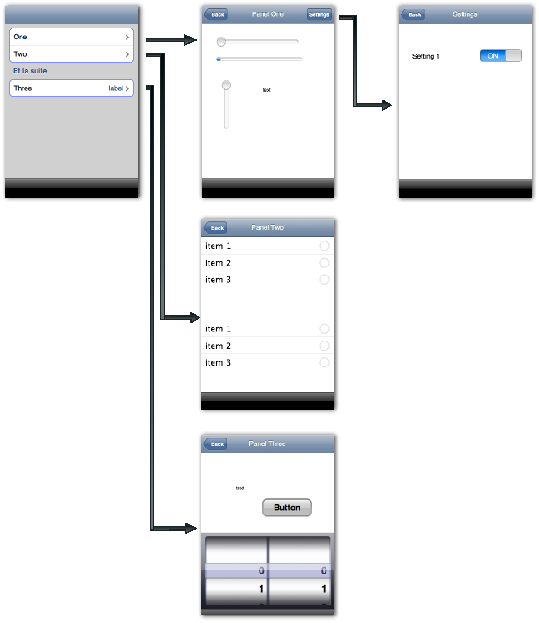 One
Two
Et la suite
Three label
Back Panel One Settings
text
Back Settings
Setting 1 ON
Back Panel Two
item 1
item 2
item 3
item 1
item 2
item 3
Back Panel Three
Button
0 0
1 1